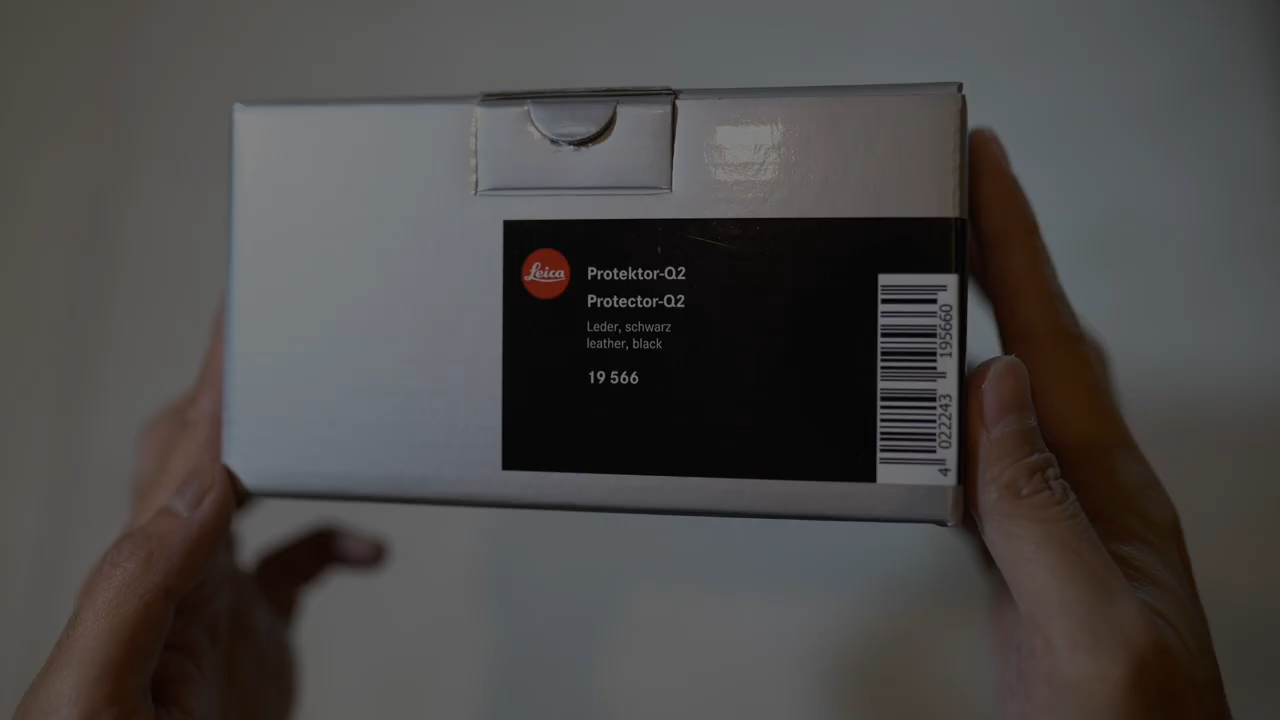 Leica
Protektor-Q2
Protector-Q2
Leder, schwarz
leather, black
19 566
4 022243 195660